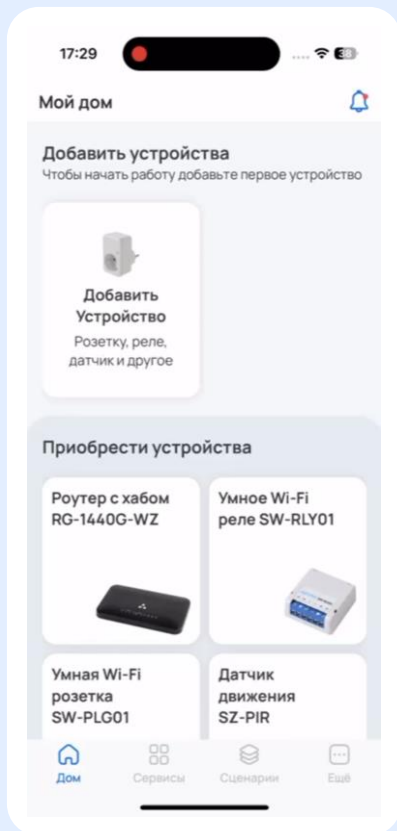 17:29
38
Мой дом
Добавить устройства
Чтобы начать работу добавьте первое устройство
Добавить
Устройство
Розетку, реле,
датчик и другое
Приобрести устройства
Роутер с хабом
RG-1440G-WZ
Умное Wi-Fi
реле SW-RLY01
Умная Wi-Fi
розетка
SW-PLG01
Датчик
движения
SZ-PIR
Дом
Сервисы
Сценарии
Ещё